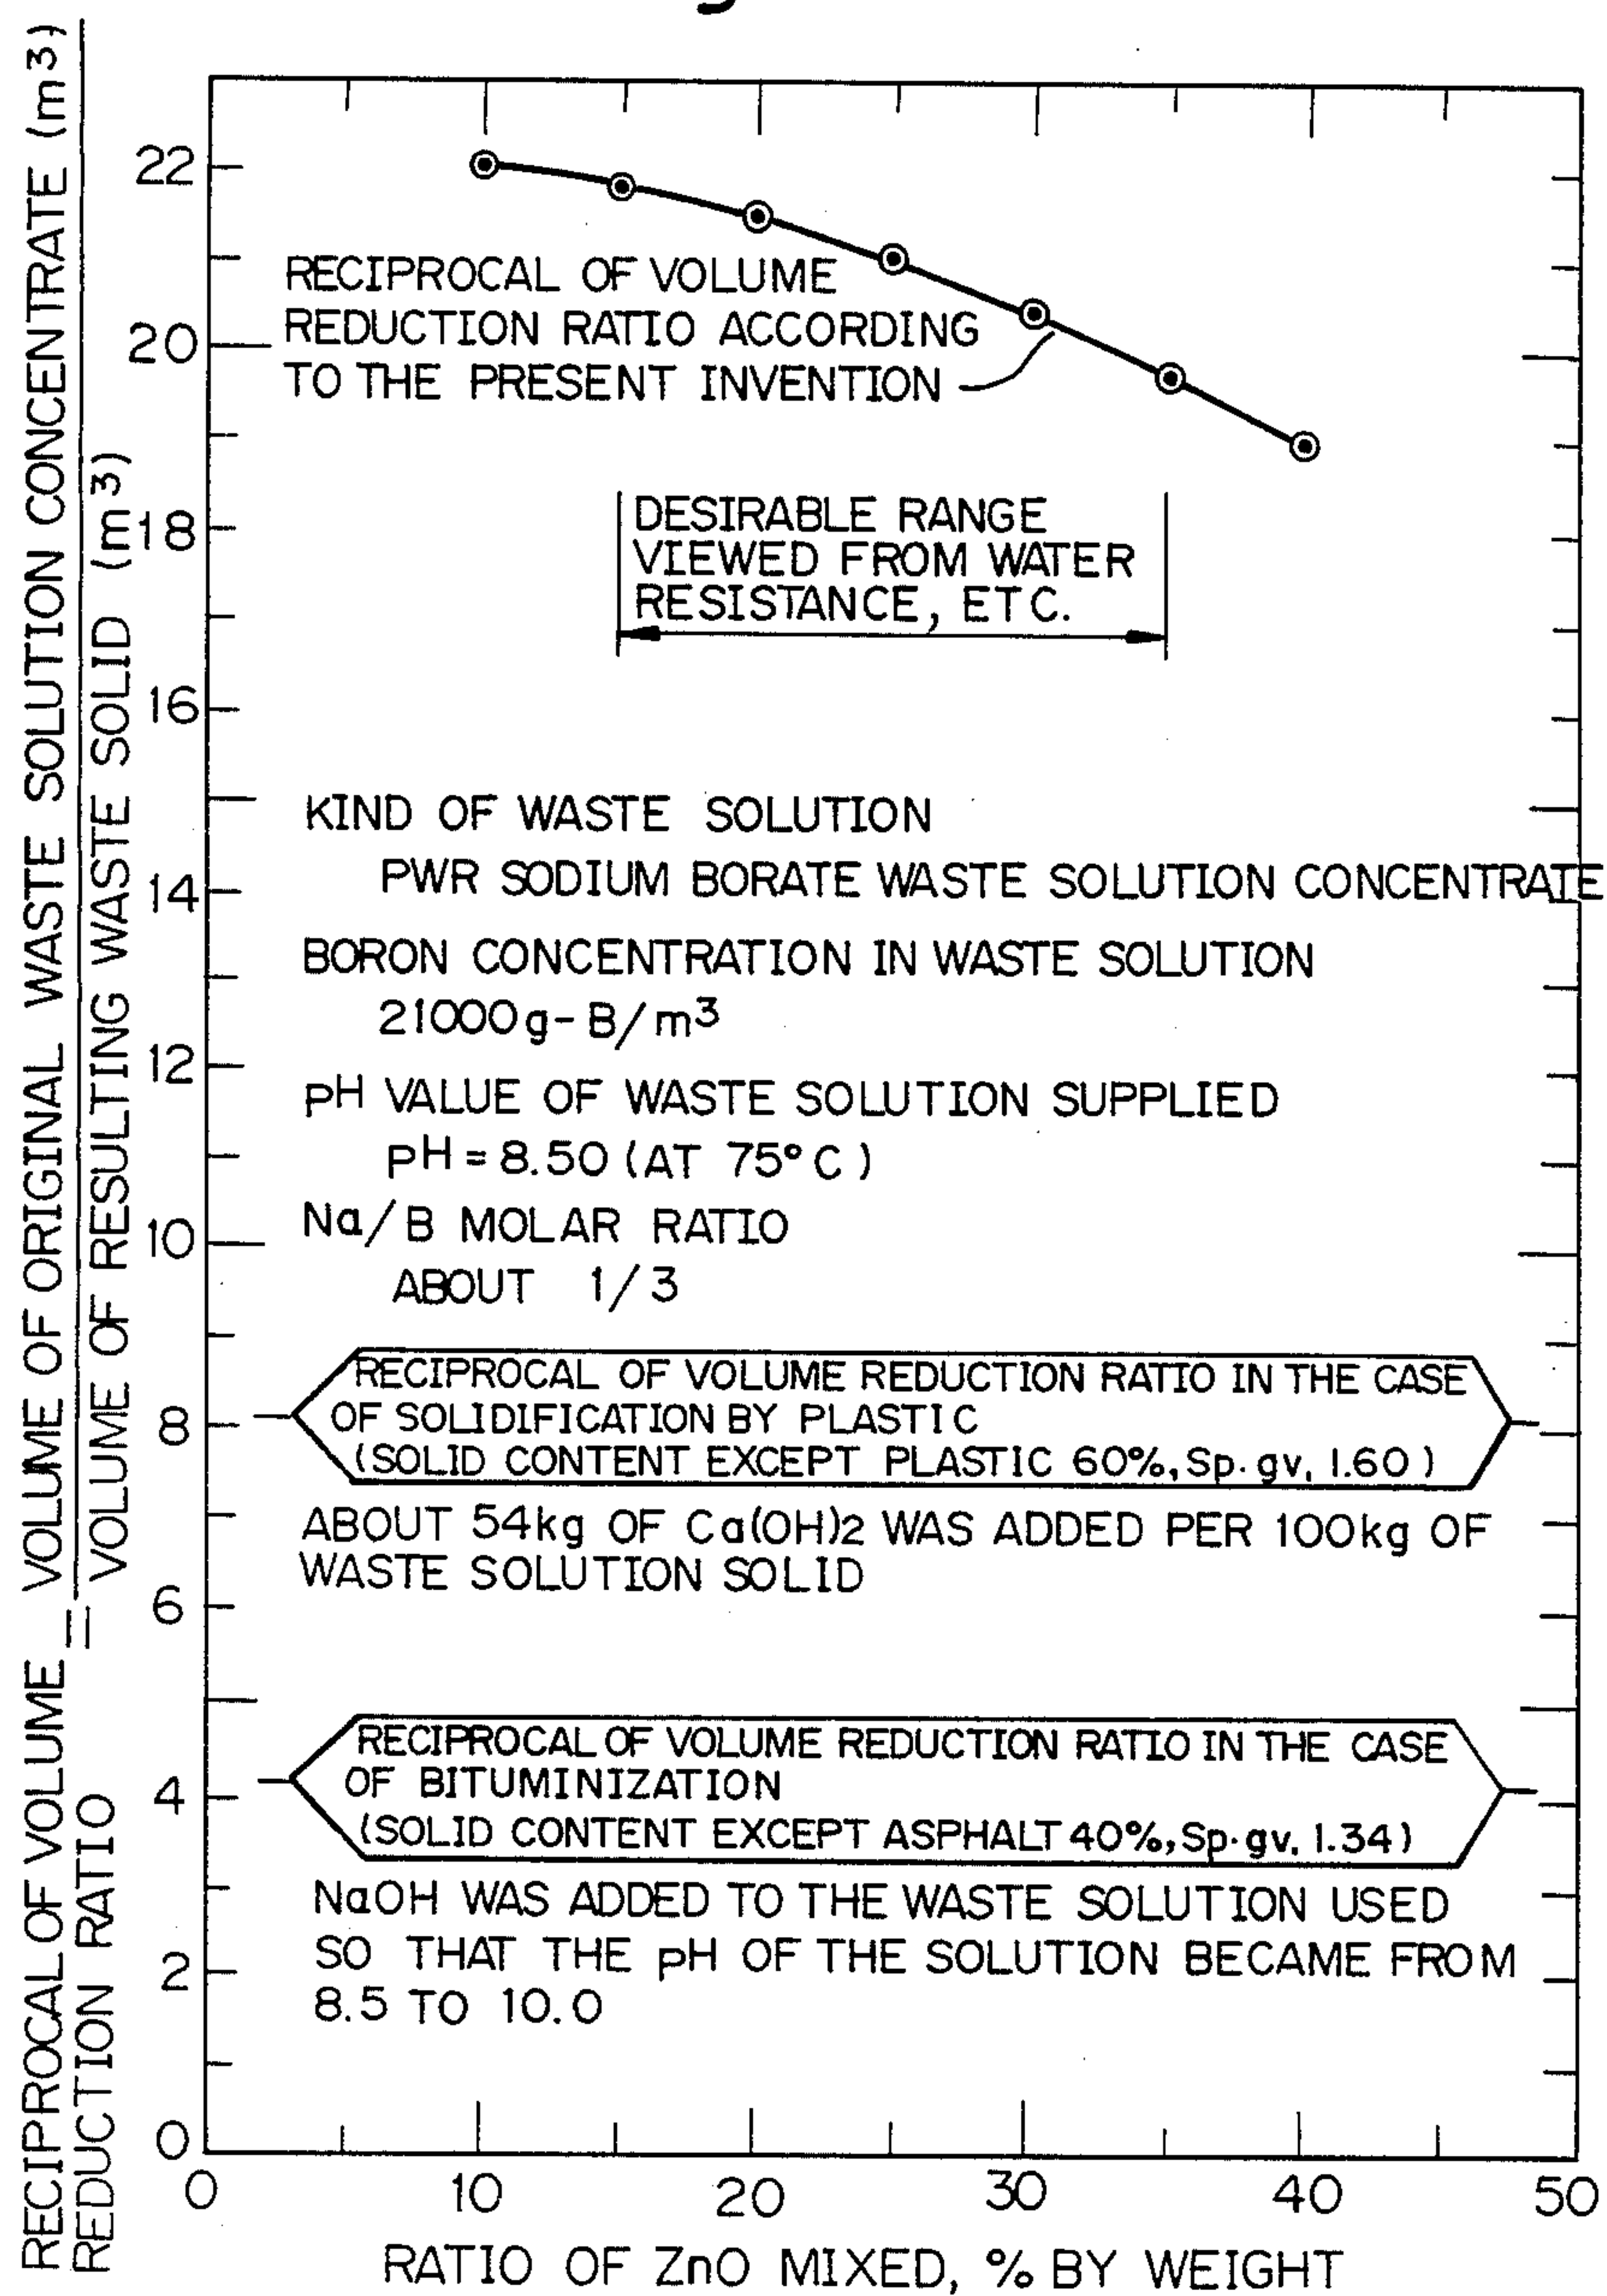 RECIPROCAL OF VOLUME REDUCTION RATIO = VOLUME OF ORIGINAL WASTE SOLUTION CONCENTRATE (m³)
VOLUME OF RESULTING WASTE SOLID (m³)
22
20
18
16
14
12
10
8
6
4
2
0
RECIPROCAL OF VOLUME
REDUCTION RATIO ACCORDING
TO THE PRESENT INVENTION
DESIRABLE RANGE
VIEWED FROM WATER
RESISTANCE, ETC.
KIND OF WASTE SOLUTION
PWR SODIUM BORATE WASTE SOLUTION CONCENTRATE
BORON CONCENTRATION IN WASTE SOLUTION
21000g-B/m³
pH VALUE OF WASTE SOLUTION SUPPLIED
pH=8.50 (AT 75°C)
Na/B MOLAR RATIO
ABOUT 1/3
RECIPROCAL OF VOLUME REDUCTION RATIO IN THE CASE
OF SOLIDIFICATION BY PLASTIC
(SOLID CONTENT EXCEPT PLASTIC 60%, Sp.gv. 1.60)
ABOUT 54kg OF Ca(OH)2 WAS ADDED PER 100kg OF
WASTE SOLUTION SOLID
RECIPROCAL OF VOLUME REDUCTION RATIO IN THE CASE
OF BITUMINIZATION
(SOLID CONTENT EXCEPT ASPHALT 40%, Sp.gv. 1.34)
NaOH WAS ADDED TO THE WASTE SOLUTION USED
SO THAT THE pH OF THE SOLUTION BECAME FROM
8.5 TO 10.0
0 10 20 30 40 50
RATIO OF ZnO MIXED, % BY WEIGHT